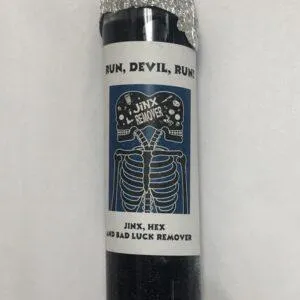 RUN, DEVIL, RUN!
JINX
REMOVER
JINX, HEX
AND BAD LUCK REMOVER